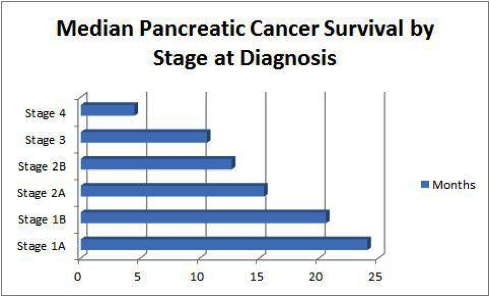 Median Pancreatic Cancer Survival by
Stage at Diagnosis
Stage 4
Stage 3
Stage 2B
Stage 2A
Stage 1B
Stage 1A
Months
0 5 10 15 20 25